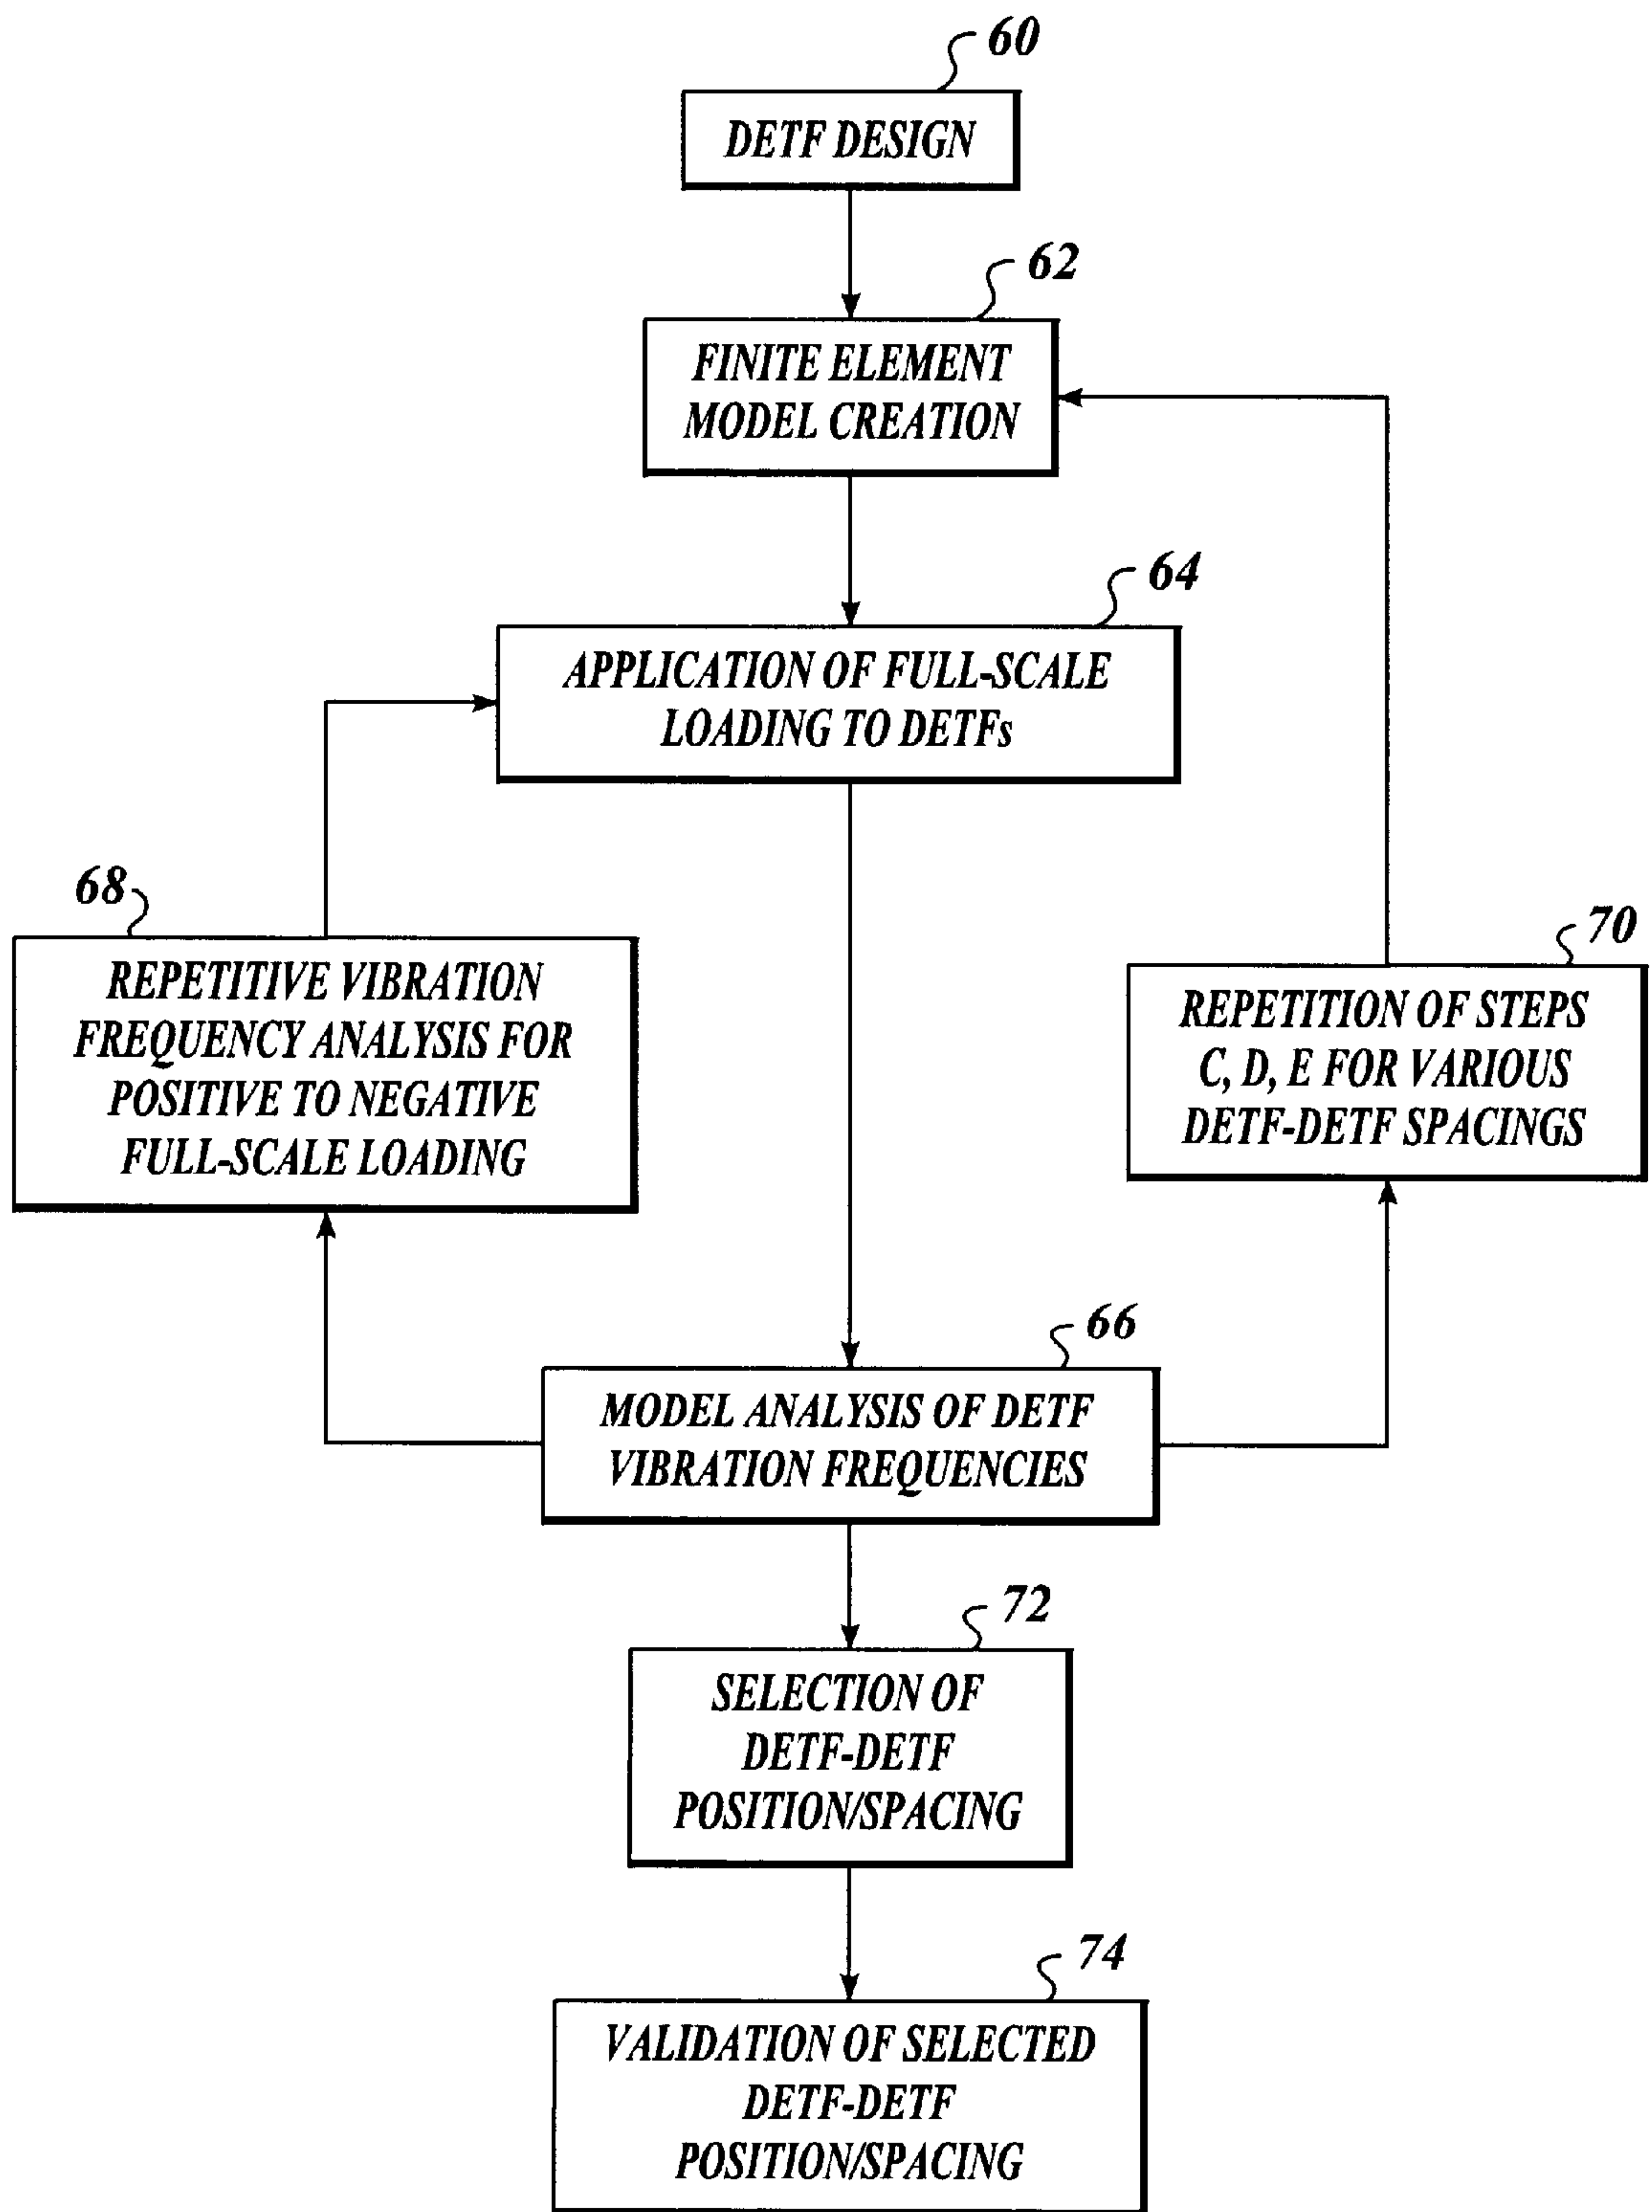 60
DETF DESIGN
62
FINITE ELEMENT
MODEL CREATION
64
APPLICATION OF FULL-SCALE
LOADING TO DETFs
68
REPETITIVE VIBRATION
FREQUENCY ANALYSIS FOR
POSITIVE TO NEGATIVE
FULL-SCALE LOADING
70
REPETITION OF STEPS
C, D, E FOR VARIOUS
DETF-DETF SPACINGS
66
MODEL ANALYSIS OF DETF
VIBRATION FREQUENCIES
72
SELECTION OF
DETF-DETF
POSITION/SPACING
74
VALIDATION OF SELECTED
DETF-DETF
POSITION/SPACING